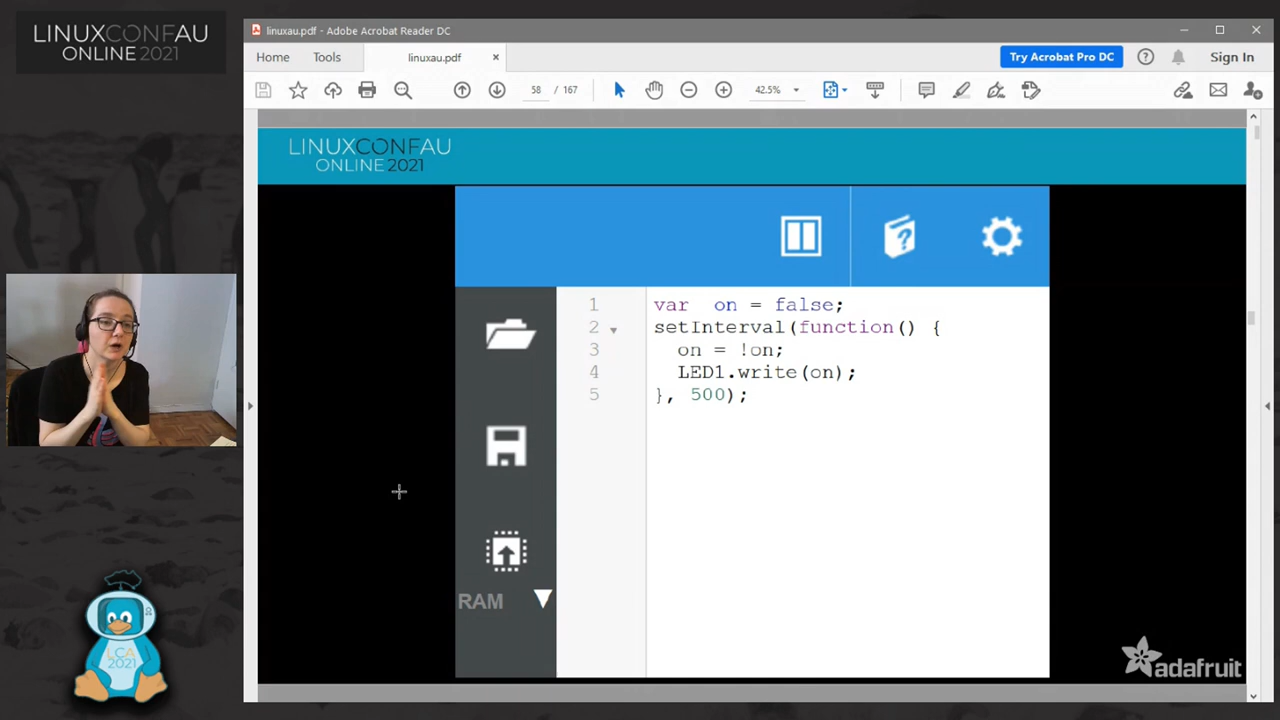 LINUXCONFAU
ONLINE 2021
linuxau.pdf - Adobe Acrobat Reader DC
Home
Tools
linuxau.pdf
×
Try Acrobat Pro DC
Sign In
58 / 167
42.5%
LINUXCONFAU
ONLINE 2021
1 var on = false;
2 setInterval(function() {
3 on = !on;
4 LED1.write(on);
5 }, 500);
RAM
LCA
2021
adafruit